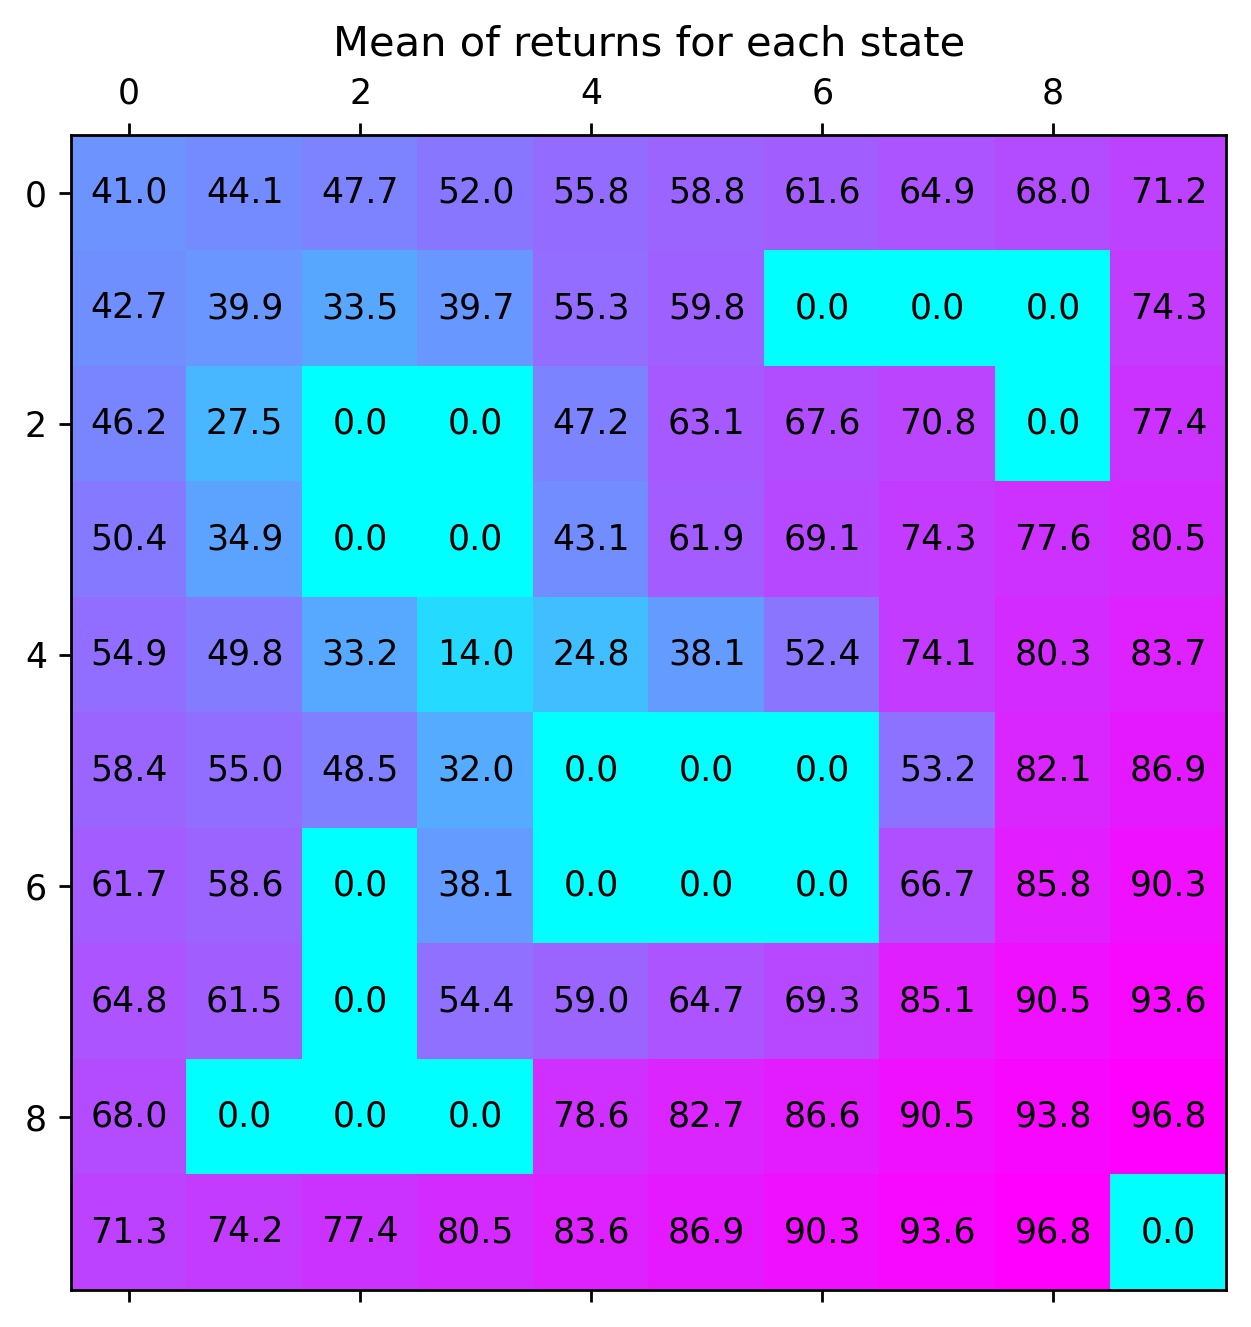 Mean of returns for each state
0 2 4 6 8
0 41.0 44.1 47.7 52.0 55.8 58.8 61.6 64.9 68.0 71.2
42.7 39.9 33.5 39.7 55.3 59.8 0.0 0.0 0.0 74.3
2 46.2 27.5 0.0 0.0 47.2 63.1 67.6 70.8 0.0 77.4
50.4 34.9 0.0 0.0 43.1 61.9 69.1 74.3 77.6 80.5
4 54.9 49.8 33.2 14.0 24.8 38.1 52.4 74.1 80.3 83.7
58.4 55.0 48.5 32.0 0.0 0.0 0.0 53.2 82.1 86.9
6 61.7 58.6 0.0 38.1 0.0 0.0 0.0 66.7 85.8 90.3
64.8 61.5 0.0 54.4 59.0 64.7 69.3 85.1 90.5 93.6
8 68.0 0.0 0.0 0.0 78.6 82.7 86.6 90.5 93.8 96.8
71.3 74.2 77.4 80.5 83.6 86.9 90.3 93.6 96.8 0.0